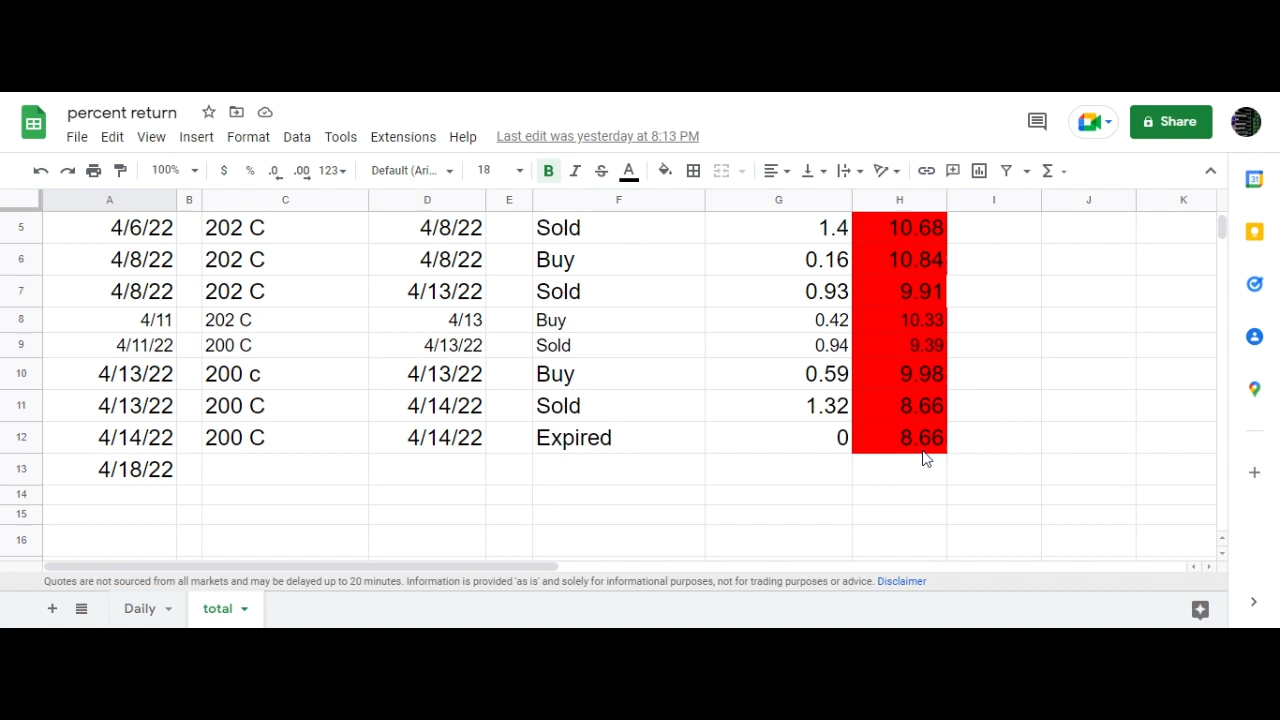 percent return
File Edit View Insert Format Data Tools Extensions Help Last edit was yesterday at 8:13 PM
Share
100% $ % .0 .00 123 Default (Ari... 18 B I S A
A B C D E F G H I J K
5 4/6/22 202 C 4/8/22 Sold 1.4 10.68
6 4/8/22 202 C 4/8/22 Buy 0.16 10.84
7 4/8/22 202 C 4/13/22 Sold 0.93 9.91
8 4/11 202 C 4/13 Buy 0.42 10.33
9 4/11/22 200 C 4/13/22 Sold 0.94 9.39
10 4/13/22 200 c 4/13/22 Buy 0.59 9.98
11 4/13/22 200 C 4/14/22 Sold 1.32 8.66
12 4/14/22 200 C 4/14/22 Expired 0 8.66
13 4/18/22
14
15
16
Quotes are not sourced from all markets and may be delayed up to 20 minutes. Information is provided 'as is' and solely for informational purposes, not for trading purposes or advice. Disclaimer
Daily total
31